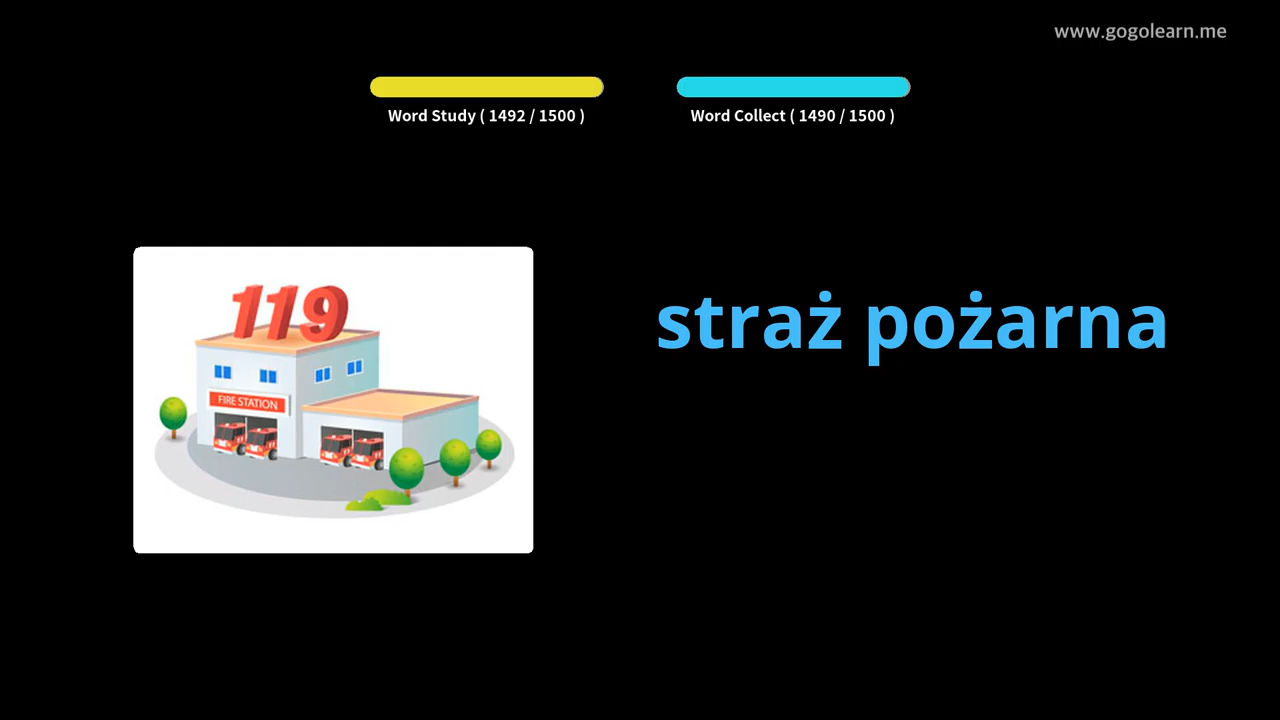 www.gogolearn.me
Word Study ( 1492 / 1500 )
Word Collect ( 1490 / 1500 )
119
FIRE STATION
straż pożarna